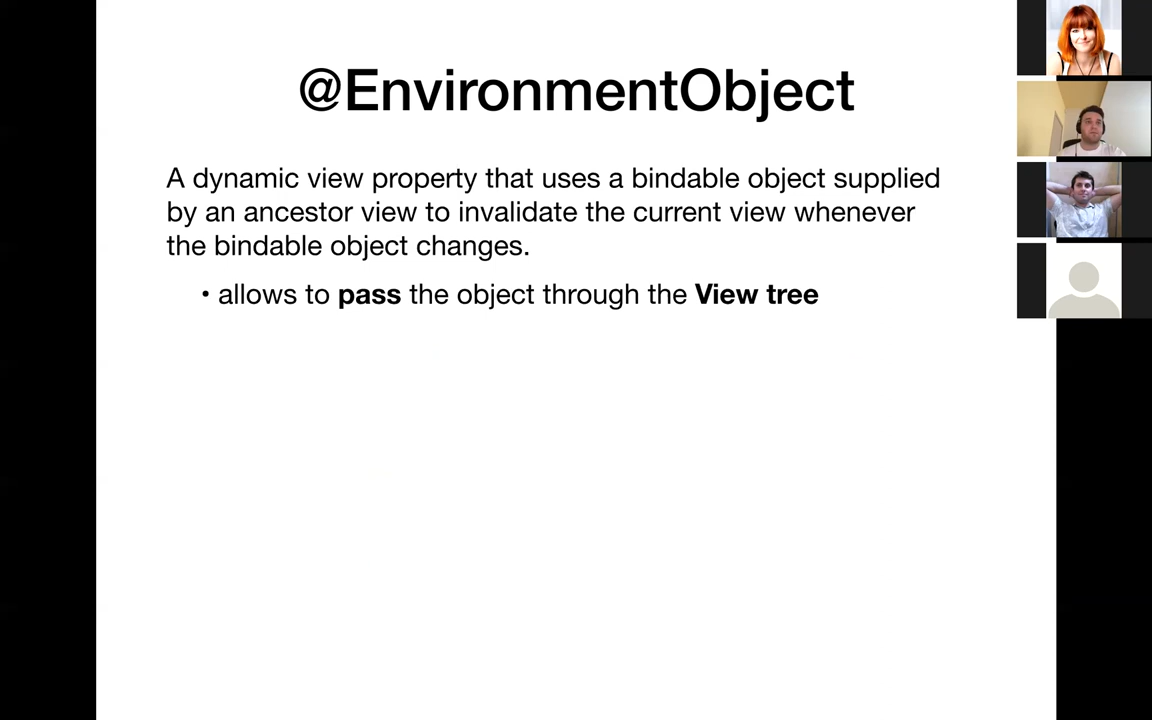 @EnvironmentObject
A dynamic view property that uses a bindable object supplied
by an ancestor view to invalidate the current view whenever
the bindable object changes.
• allows to pass the object through the View tree